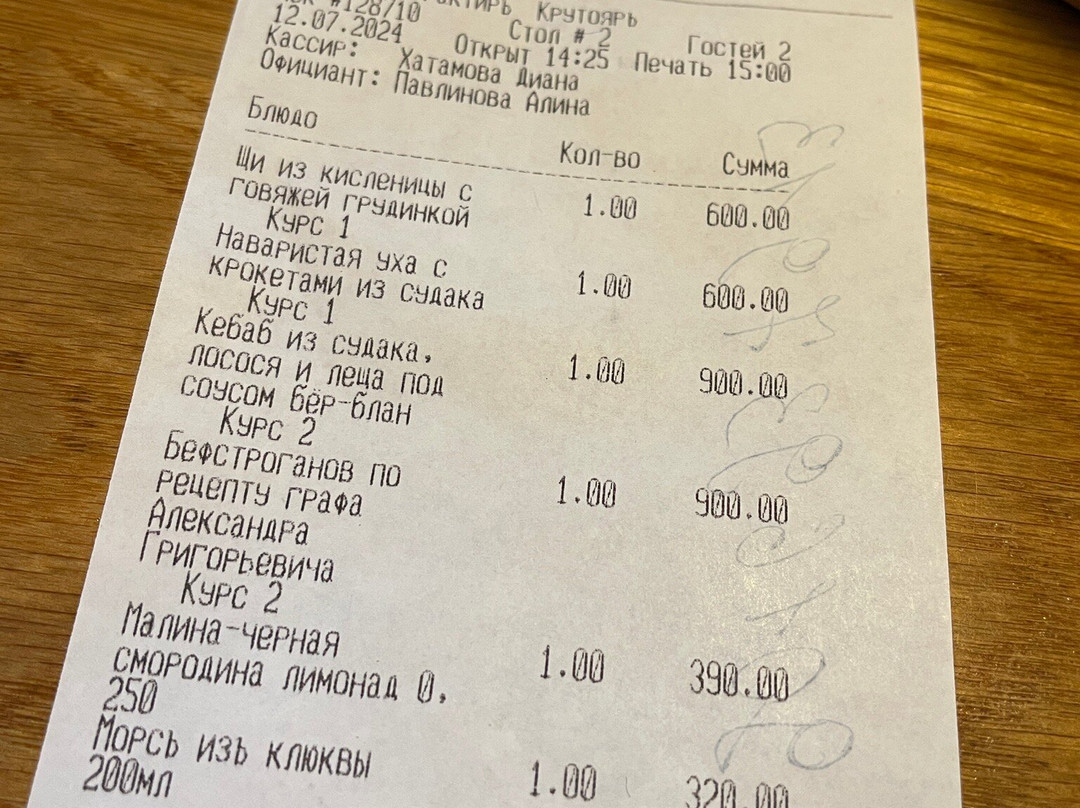 #128/10 Крутояръ
12.07.2024 Стол # 2 Гостей 2
Кассир: Открыт 14:25 Печать 15:00
Хатамова Диана
Официант: Павлинова Алина
Блюдо Кол-во Сумма
Щи из кисленицы с
говяжей грудинкой 1.00 600.00
Курс 1
Наваристая уха с
крокетами из судака 1.00 600.00
Курс 1
Кебаб из судака,
лосося и леща под 1.00 900.00
соусом бёр-блан
Курс 2
Бефстроганов по
рецепту графа 1.00 900.00
Александра
Григорьевича
Курс 2
Малина-черная
смородина лимонад 0, 1.00 390.00
250
Морсъ изъ клюквы
200мл 1.00 320.00